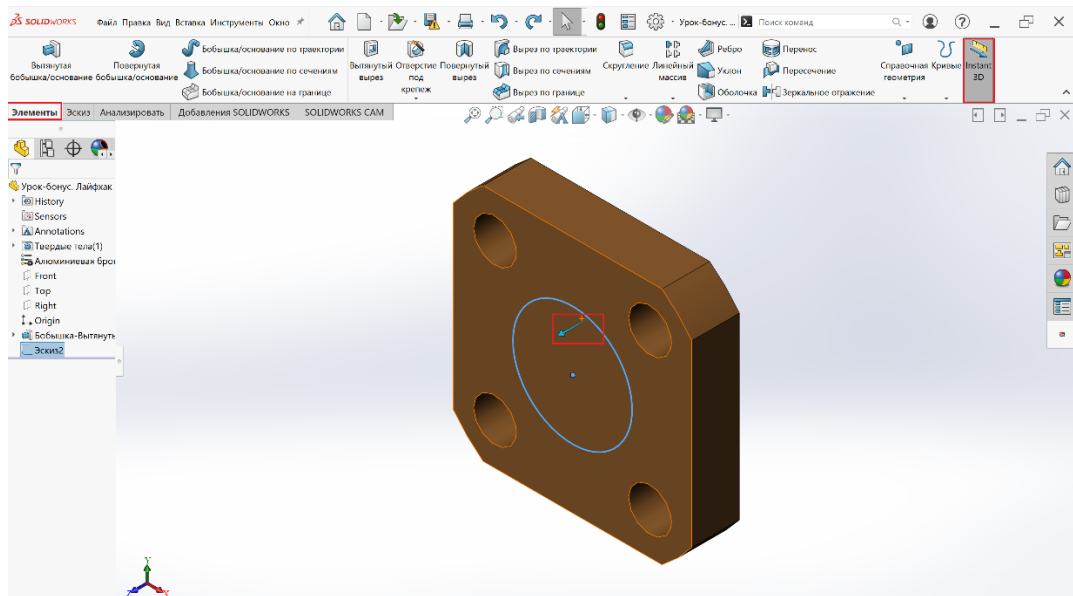 SOLIDWORKS Файл Правка Вид Вставка Инструменты Окно Урок-бонус. ... Поиск команд
Вытянутая бобышка/основание
Повернутая бобышка/основание
Бобышка/основание по траектории
Бобышка/основание по сечениям
Бобышка/основание на границе
Вытянутый вырез
Отверстие под крепеж
Повернутый вырез
Вырез по траектории
Вырез по сечениям
Вырез по границе
Скругление
Линейный массив
Ребро
Уклон
Оболочка
Перенос
Пересечение
Зеркальное отражение
Справочная геометрия
Кривые
Instant 3D
Элементы Эскиз Анализировать Добавления SOLIDWORKS SOLIDWORKS CAM
Урок-бонус. Лайфхак
History
Sensors
Annotations
Твердые тела(1)
Алюминиевая брон
Front
Top
Right
Origin
Бобышка-Вытянуть
Эскиз2
Y
Z X